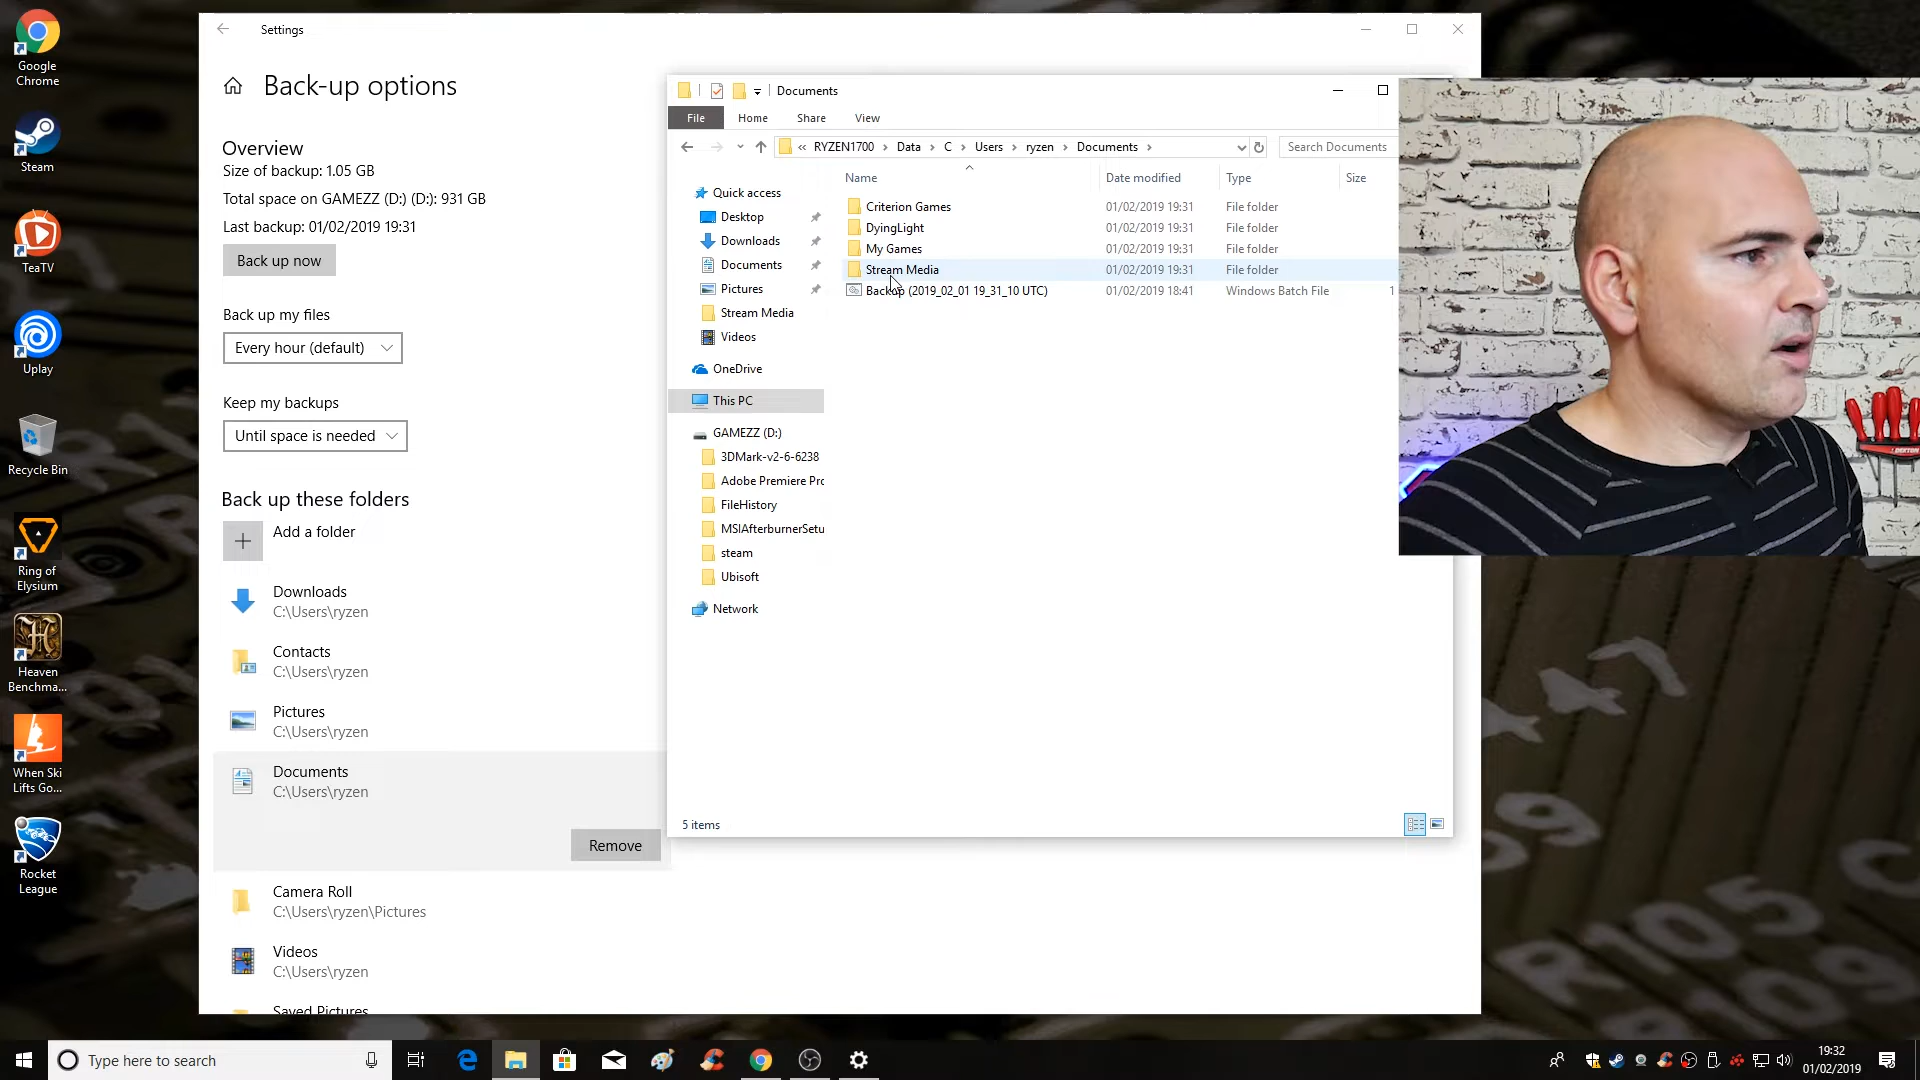 Google
Chrome
Steam
TeaTV
Uplay
Recycle Bin
Ring of
Elysium
Heaven
Benchma...
When Ski
Lifts Go...
Rocket
League
Settings
Back-up options
Overview
Size of backup: 1.05 GB
Total space on GAMEZZ (D:) (D:): 931 GB
Last backup: 01/02/2019 19:31
Back up now
Back up my files
Every hour (default)
Keep my backups
Until space is needed
Back up these folders
Add a folder
Downloads
C:\Users\ryzen
Contacts
C:\Users\ryzen
Pictures
C:\Users\ryzen
Documents
C:\Users\ryzen
Remove
Camera Roll
C:\Users\ryzen\Pictures
Videos
C:\Users\ryzen
Saved Pictures
Documents
File Home Share View
« RYZEN1700 > Data > C > Users > ryzen > Documents >
Search Documents
Name Date modified Type Size
Criterion Games 01/02/2019 19:31 File folder
DyingLight 01/02/2019 19:31 File folder
My Games 01/02/2019 19:31 File folder
Stream Media 01/02/2019 19:31 File folder
Backup (2019_02_01 19_31_10 UTC) 01/02/2019 18:41 Windows Batch File 1
Quick access
Desktop
Downloads
Documents
Pictures
Stream Media
Videos
OneDrive
This PC
GAMEZZ (D:)
3DMark-v2-6-6238
Adobe Premiere Pro
FileHistory
MSIAfterburnerSetu
steam
Ubisoft
Network
5 items
R105
Type here to search
19:32
01/02/2019